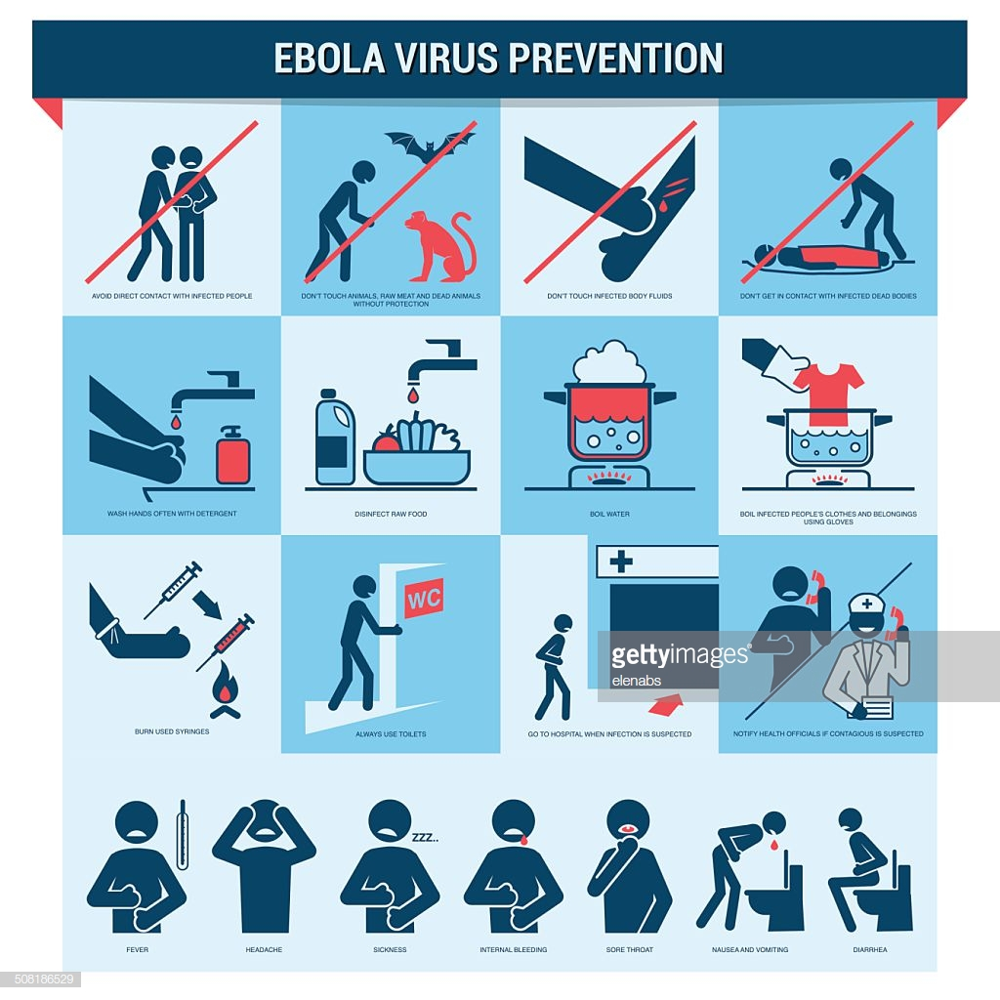 EBOLA VIRUS PREVENTION
AVOID DIRECT CONTACT WITH INFECTED PEOPLE
DON'T TOUCH ANIMALS, RAW MEAT AND DEAD ANIMALS
WITHOUT PROTECTION
DON'T TOUCH INFECTED BODY FLUIDS
DON'T GET IN CONTACT WITH INFECTED DEAD BODIES
WASH HANDS OFTEN WITH DETERGENT
DISINFECT RAW FOOD
BOIL WATER
BOIL INFECTED PEOPLE'S CLOTHES AND BELONGINGS
USING GLOVES
WC
BURN USED SYRINGES
ALWAYS USE TOILETS
GO TO HOSPITAL WHEN INFECTION IS SUSPECTED
NOTIFY HEALTH OFFICIALS IF CONTAGIOUS IS SUSPECTED
gettyimages
elenabs
ZZZ..
FEVER
HEADACHE
SICKNESS
INTERNAL BLEEDING
SORE THROAT
NAUSEA AND VOMITING
DIARRHEA
508186529